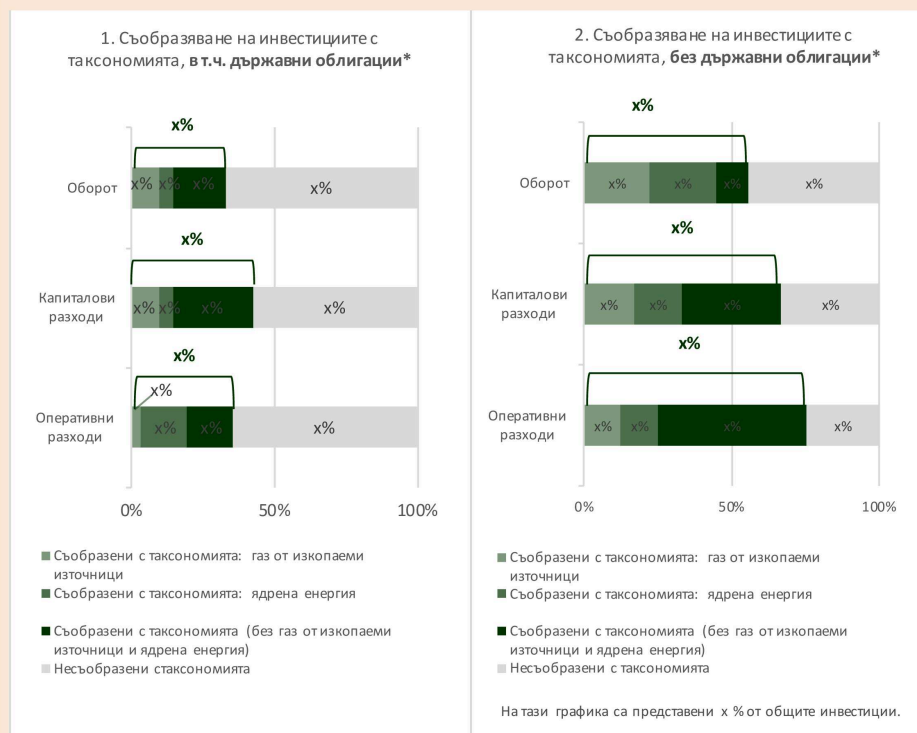 1. Съобразяване на инвестициите с
таксономията, в т.ч. държавни облигации*
x%
Оборот
x% x% x% x%
x%
Капиталови
разходи
x% x% x% x%
x%
x%
Оперативни
разходи
x% x% x%
0% 50% 100%
Съобразени с таксономията: газ от изкопаеми
източници
Съобразени с таксономията: ядрена енергия
Съобразени с таксономията (без газ от изкопаеми
източници и ядрена енергия)
Несъобразени стаксономията
2. Съобразяване на инвестициите с
таксономията, без държавни облигации*
x%
Оборот
x% x% x% x%
x%
Капиталови
разходи
x% x% x% x%
x%
Оперативни
разходи
x% x% x% x%
0% 50% 100%
Съобразени с таксономията: газ от изкопаеми
източници
Съобразени с таксономията: ядрена енергия
Съобразени с таксономията (без газ от изкопаеми
източници и ядрена енергия)
Несъобразени с таксономията
На тази графика са представени x % от общите инвестиции.